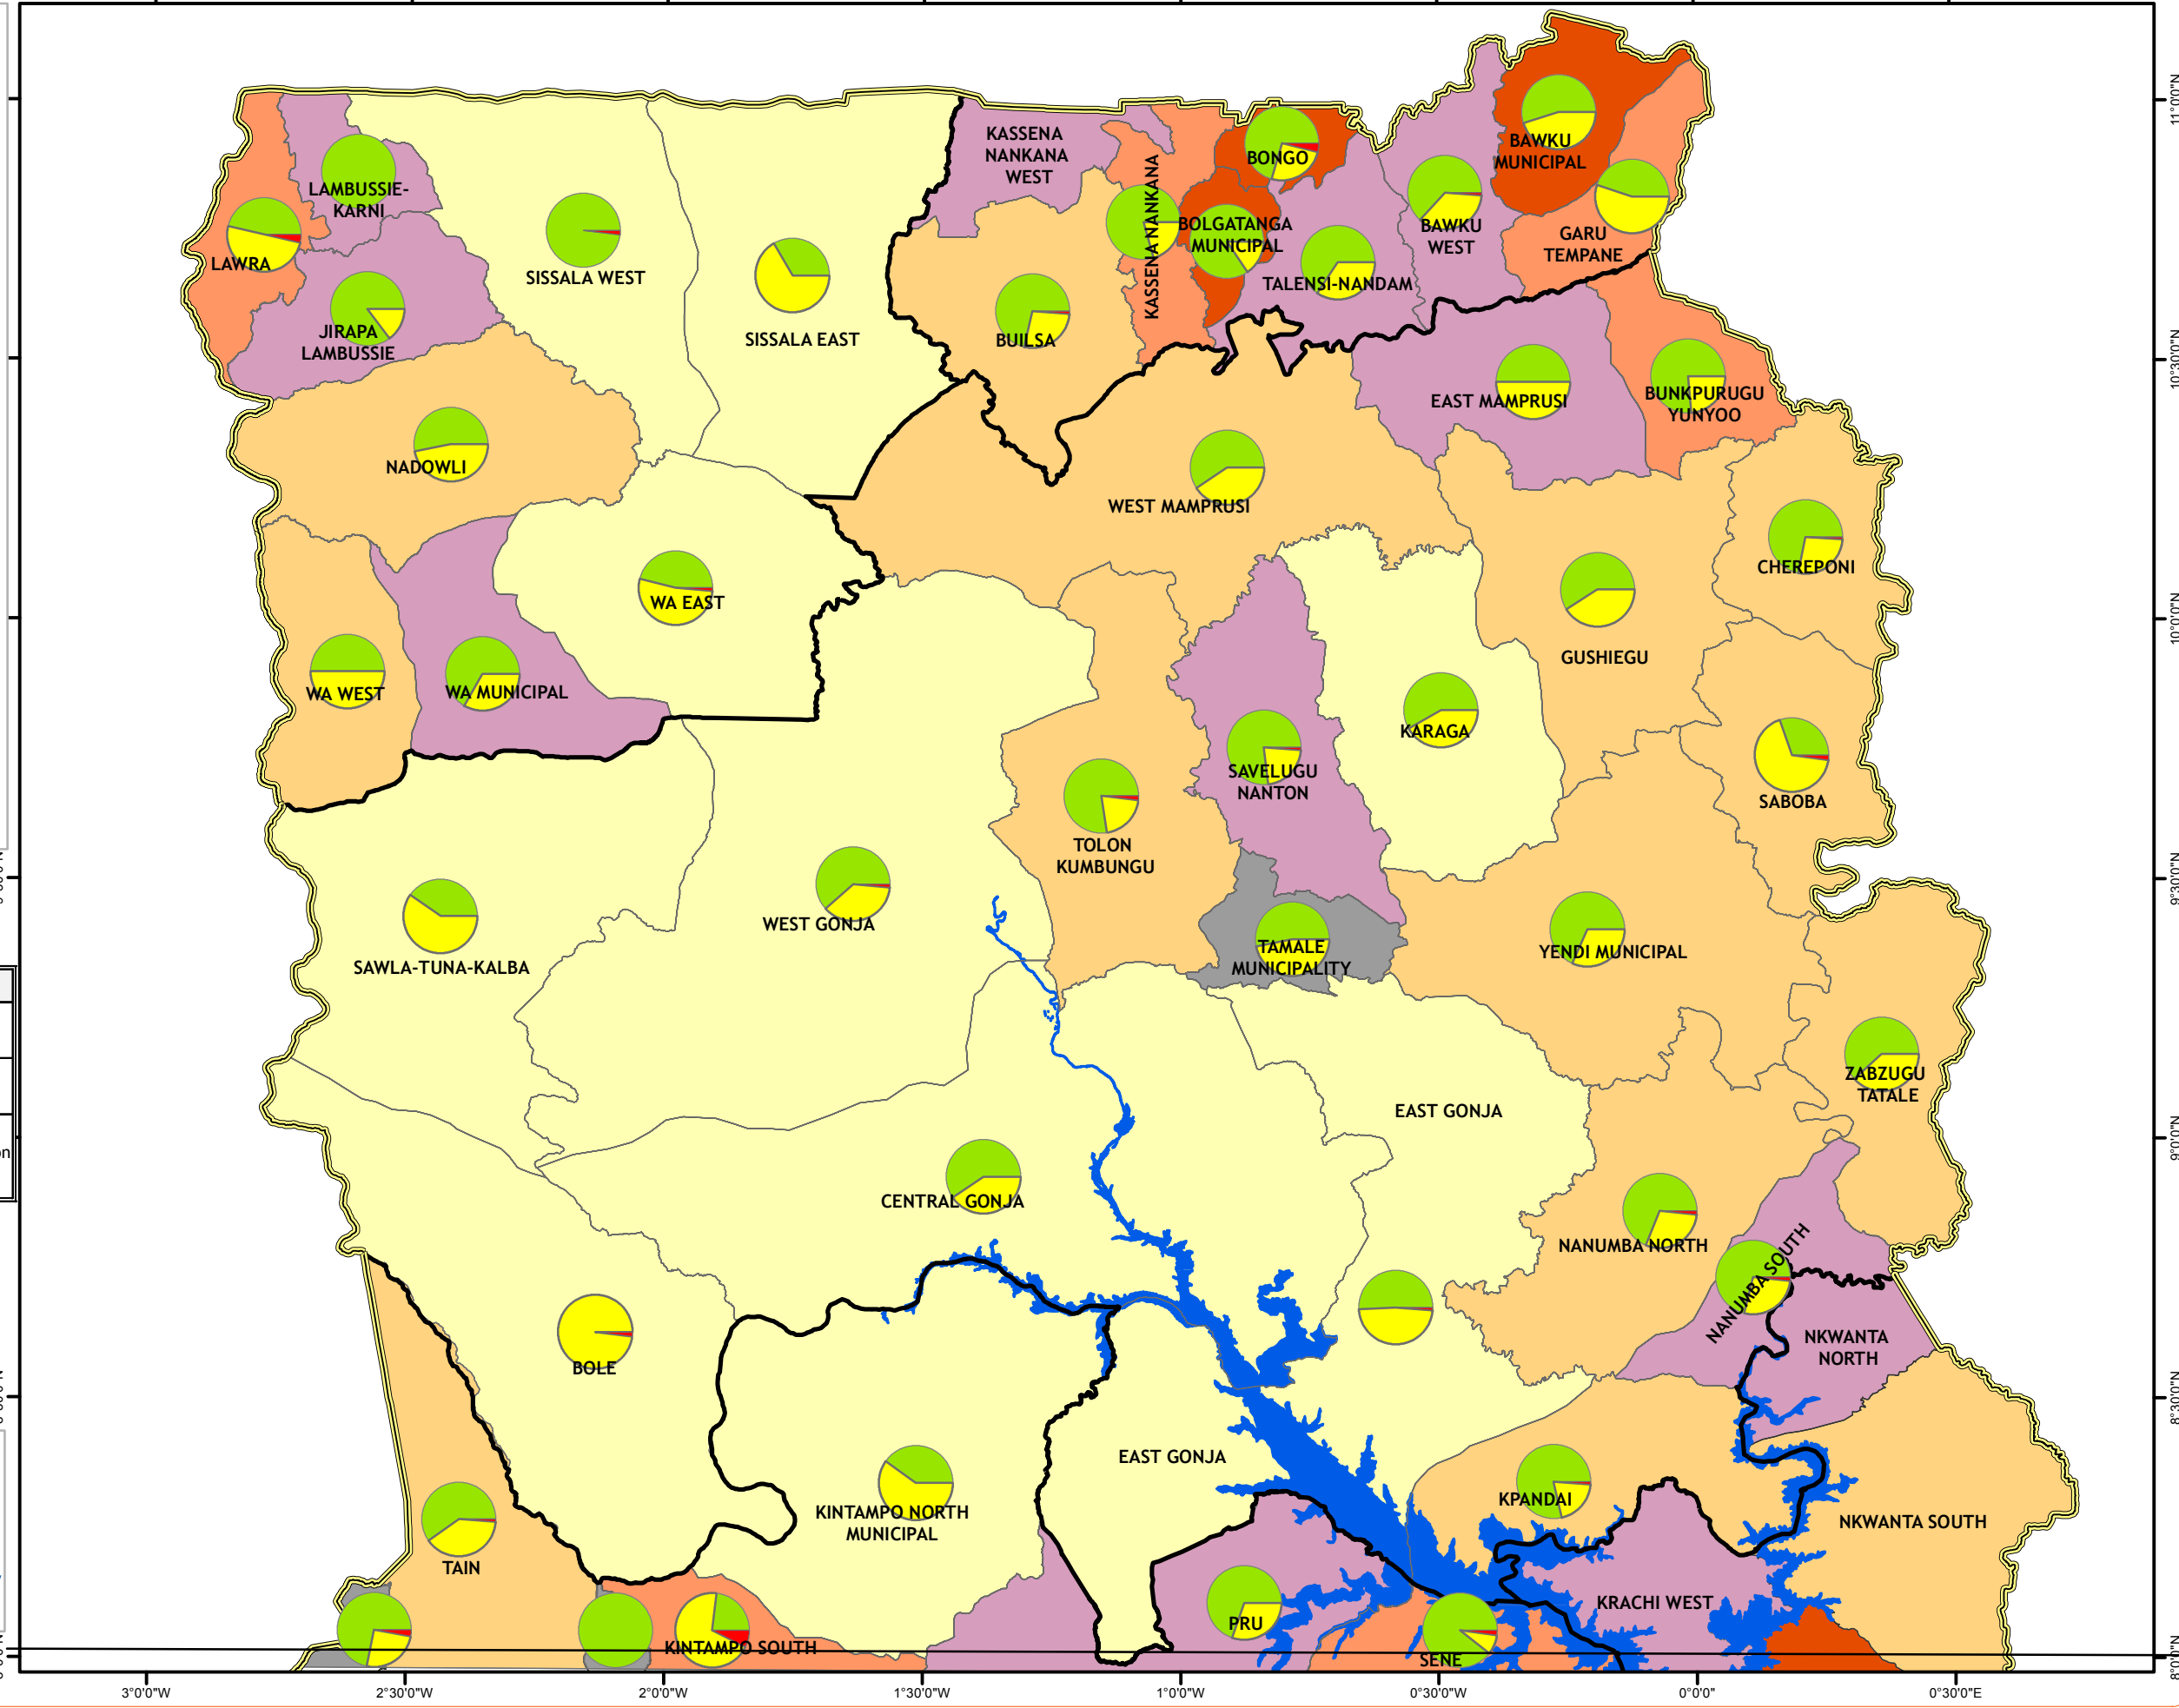 KASSENA
NANKANA
WEST
BONGO
BAWKU
MUNICIPAL
LAMBUSSIE-
KARNI
KASSENA NANKANA
BOLGATANGA
MUNICIPAL
BAWKU
WEST
GARU
TEMPANE
LAWRA
SISSALA WEST
TALENSI-NANDAM
JIRAPA
LAMBUSSIE
SISSALA EAST
BUILSA
EAST MAMPRUSI
BUNKPURUGU
YUNYOO
NADOWLI
WEST MAMPRUSI
CHEREPONI
WA EAST
GUSHIEGU
WA WEST
WA MUNICIPAL
KARAGA
SAVELUGU
NANTON
SABOBA
TOLON
KUMBUNGU
WEST GONJA
TAMALE
MUNICIPALITY
YENDI MUNICIPAL
SAWLA-TUNA-KALBA
ZABZUGU
TATALE
EAST GONJA
CENTRAL GONJA
NANUMBA NORTH
NANUMBA SOUTH
NKWANTA
NORTH
BOLE
EAST GONJA
KPANDAI
KINTAMPO NORTH
MUNICIPAL
NKWANTA SOUTH
TAIN
KRACHI WEST
PRU
KINTAMPO SOUTH
SENE
11°0'0"N
10°30'0"N
10°0'0"N
9°30'0"N
9°0'0"N
8°30'0"N
8°0'0"N
on
3°0'0"W
2°30'0"W
2°0'0"W
1°30'0"W
1°0'0"W
0°30'0"W
0°0'0"
0°30'0"E